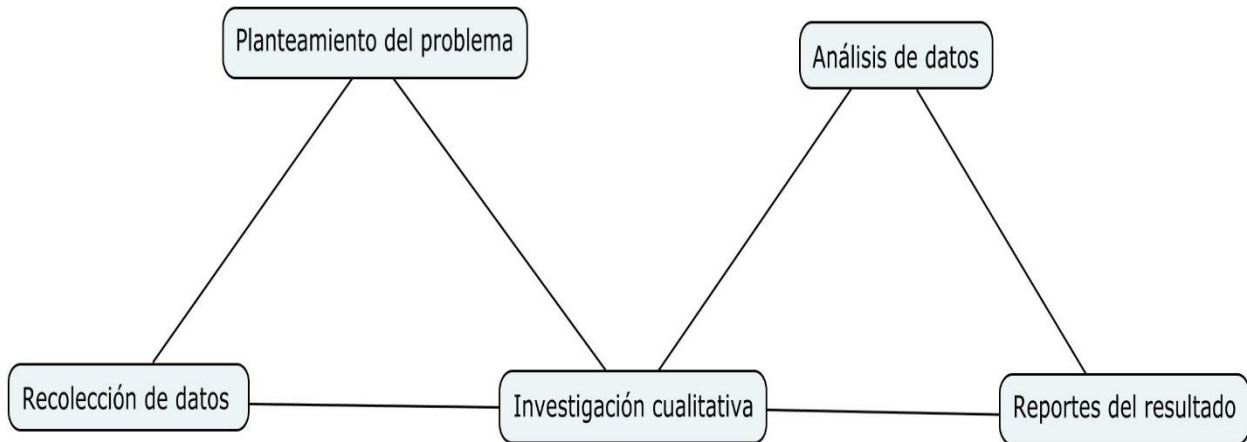 Planteamiento del problema
Análisis de datos
Recolección de datos
Investigación cualitativa
Reportes del resultado